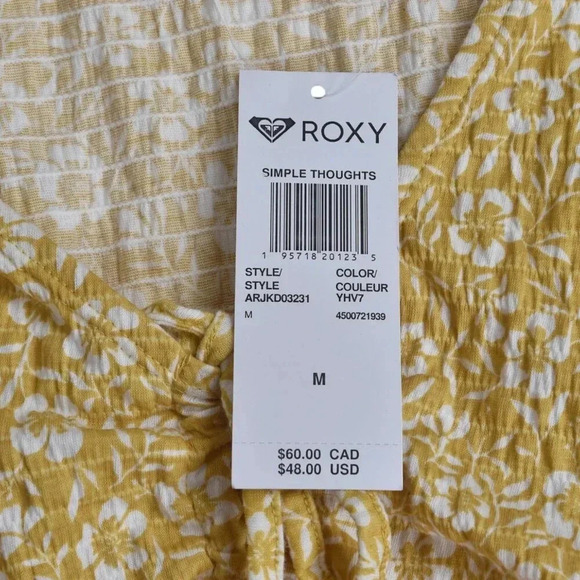 ROXY
SIMPLE THOUGHTS
1 95718 20123 5
STYLE/ COLOR/
STYLE COULEUR
ARJKD03231 YHV7
M 4500721939
M
$60.00 CAD
$48.00 USD